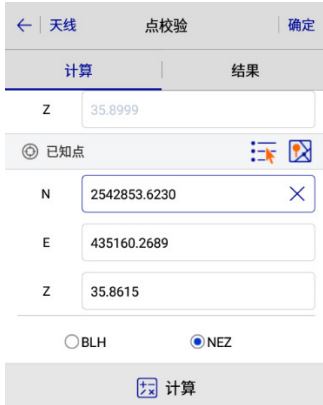 天线 点校验 确定
计算 结果
Z 35.8999
已知点
N 2542853.6230
E 435160.2689
Z 35.8615
BLH NEZ
计算